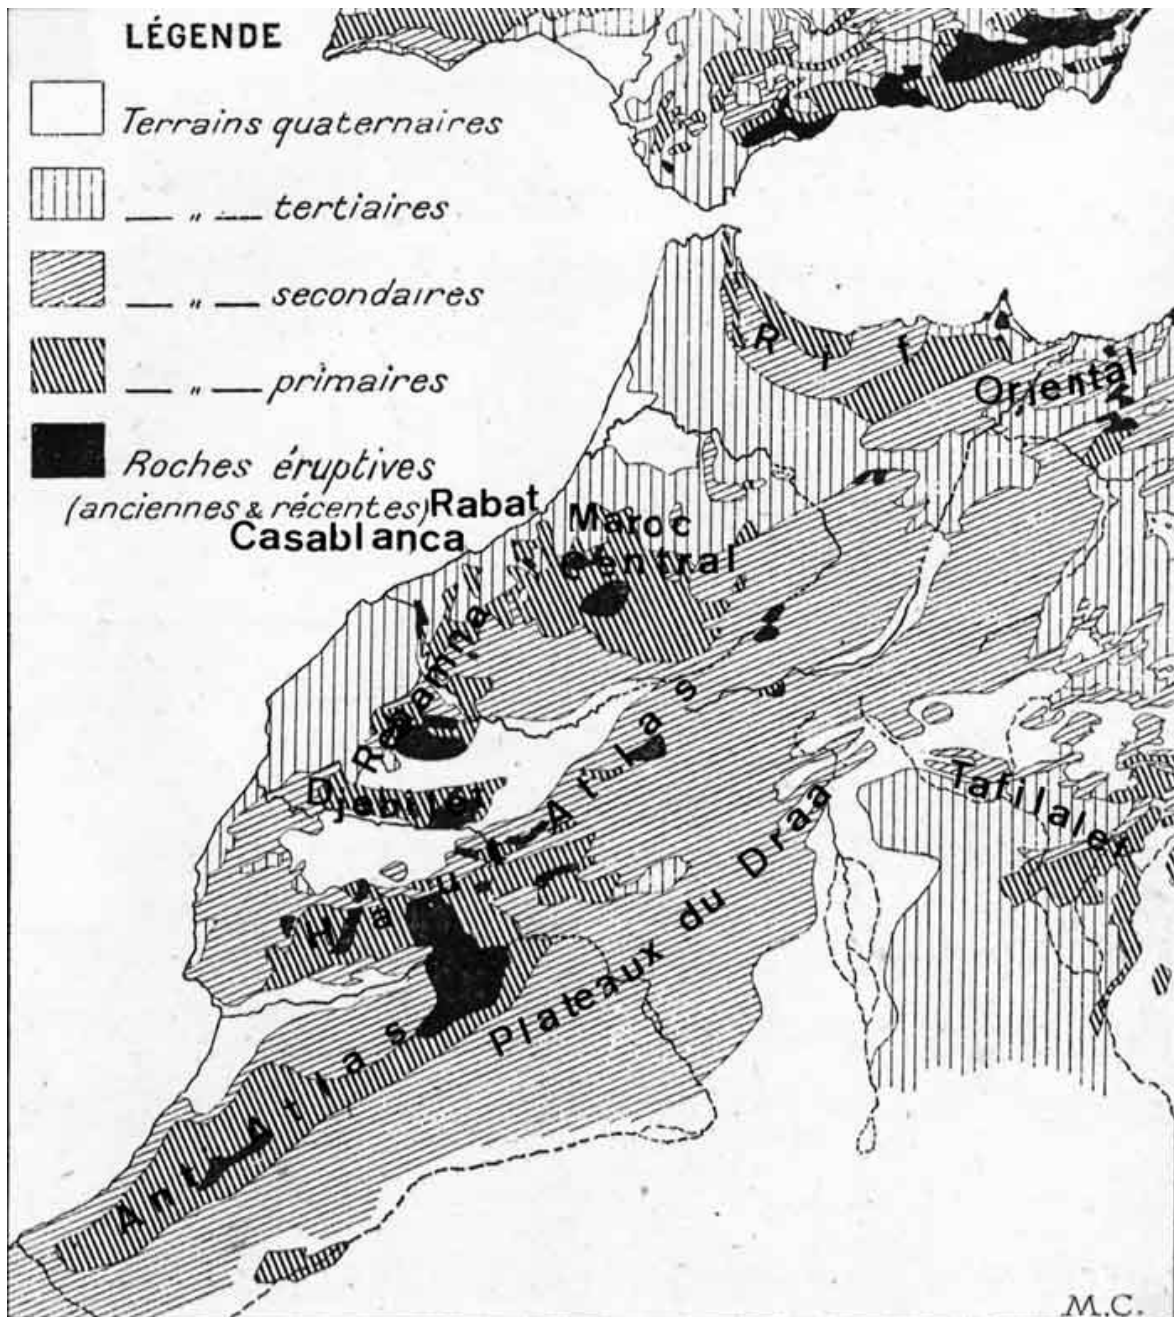 LÉGENDE
Terrains quaternaires
— " — tertiaires
— " — secondaires
— " — primaires
Roches éruptives
(anciennes & récentes)
Rabat
Casablanca
Maroc
Central
Rif
Oriental
Rehamna
Djebilet
Haut-Atlas
Tafilalet
Plateaux du Draa
Anti-Atlas
M.C.